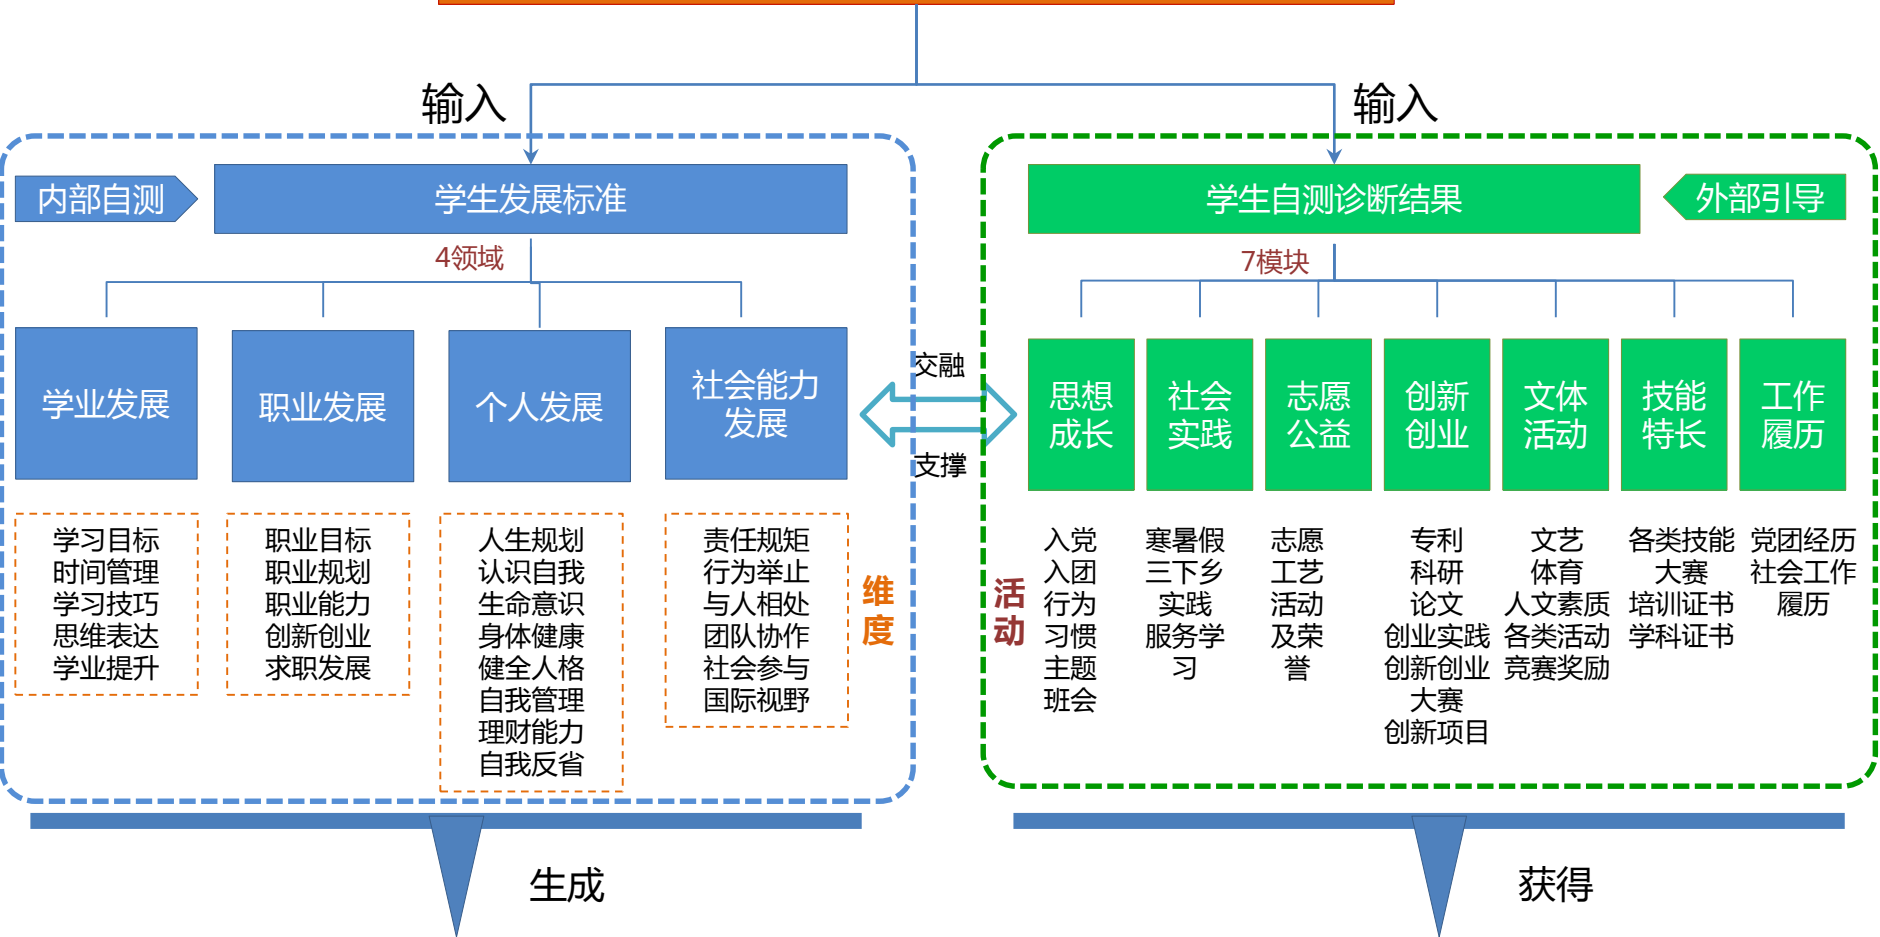 输入
输入
内部自测
学生发展标准
4领域
学业发展
职业发展
个人发展
社会能力
发展
学习目标
时间管理
学习技巧
思维表达
学业提升
职业目标
职业规划
职业能力
创新创业
求职发展
人生规划
认识自我
生命意识
身体健康
健全人格
自我管理
理财能力
自我反省
责任规矩
行为举止
与人相处
团队协作
社会参与
国际视野
维
度
交融
支撑
学生自测诊断结果
外部引导
7模块
思想
成长
社会
实践
志愿
公益
创新
创业
文体
活动
技能
特长
工作
履历
活
动
入党
入团
行为
习惯
主题
班会
寒暑假
三下乡
实践
服务学
习
志愿
工艺
活动
及荣
誉
专利
科研
论文
创业实践
创新创业
大赛
创新项目
文艺
体育
人文素质
各类活动
竞赛奖励
各类技能
大赛
培训证书
学科证书
党团经历
社会工作
履历
生成
获得